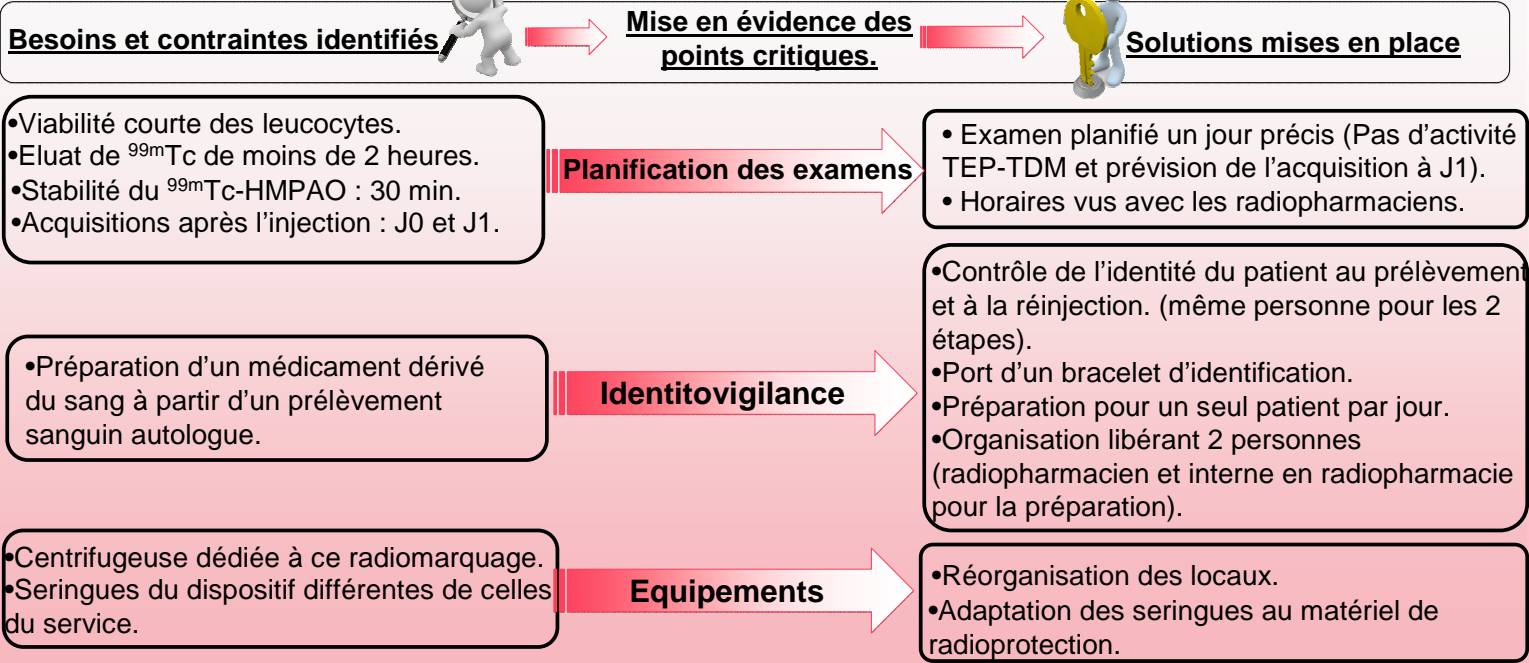 Besoins et contraintes identifiés
Mise en évidence des
points critiques.
Solutions mises en place
•Viabilité courte des leucocytes.
•Eluat de ⁹⁹ᵐTc de moins de 2 heures.
•Stabilité du ⁹⁹ᵐTc-HMPAO : 30 min.
•Acquisitions après l’injection : J0 et J1.
Planification des examens
• Examen planifié un jour précis (Pas d’activité
TEP-TDM et prévision de l’acquisition à J1).
• Horaires vus avec les radiopharmaciens.
•Préparation d’un médicament dérivé
du sang à partir d’un prélèvement
sanguin autologue.
Identitovigilance
•Contrôle de l’identité du patient au prélèvement
et à la réinjection. (même personne pour les 2
étapes).
•Port d’un bracelet d’identification.
•Préparation pour un seul patient par jour.
•Organisation libérant 2 personnes
(radiopharmacien et interne en radiopharmacie
pour la préparation).
•Centrifugeuse dédiée à ce radiomarquage.
•Seringues du dispositif différentes de celles
du service.
Equipements
•Réorganisation des locaux.
•Adaptation des seringues au matériel de
radioprotection.